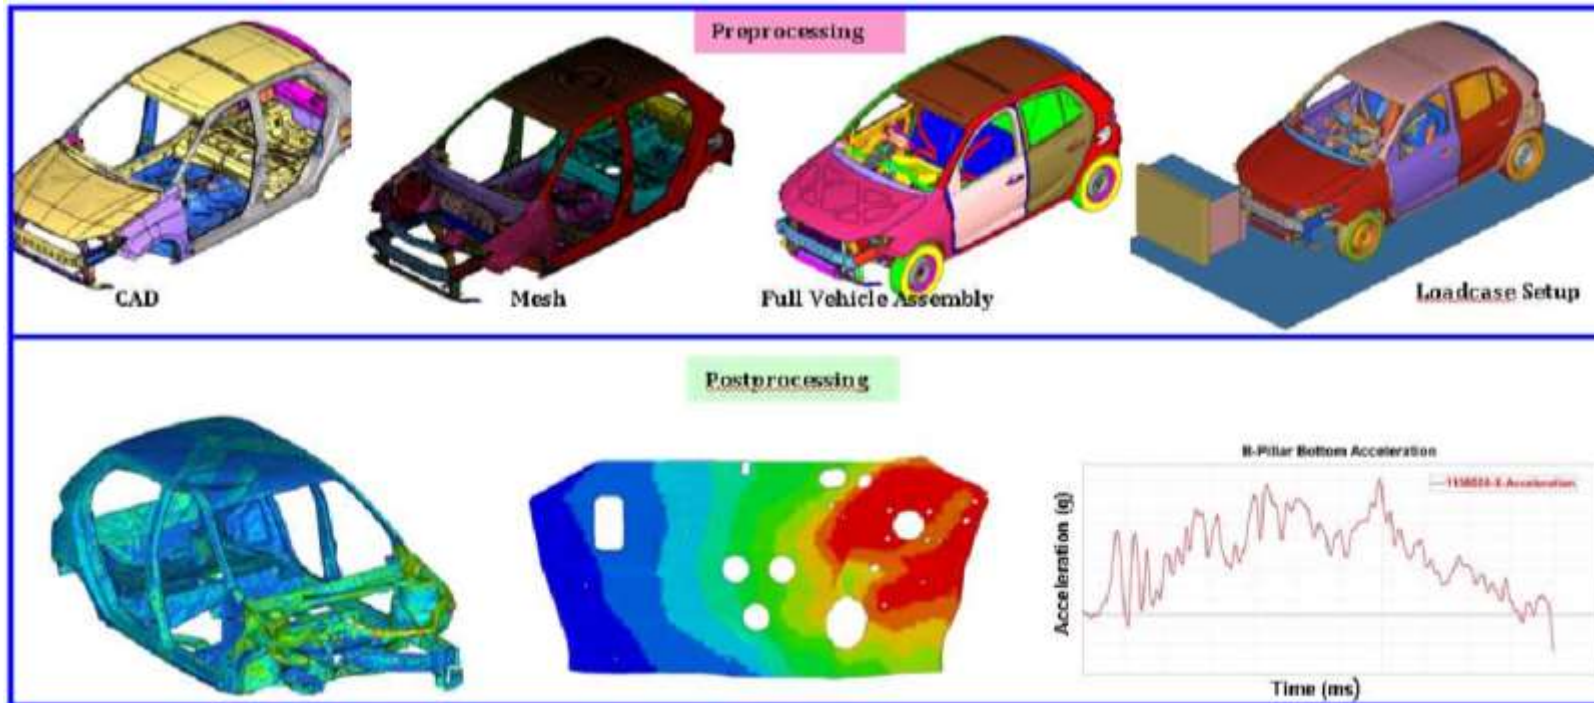 Preprocessing
CAD
Mesh
Full Vehicle Assembly
Loadcase Setup
Postprocessing
B-Pillar Bottom Acceleration
Acceleration (g)
Time (ms)